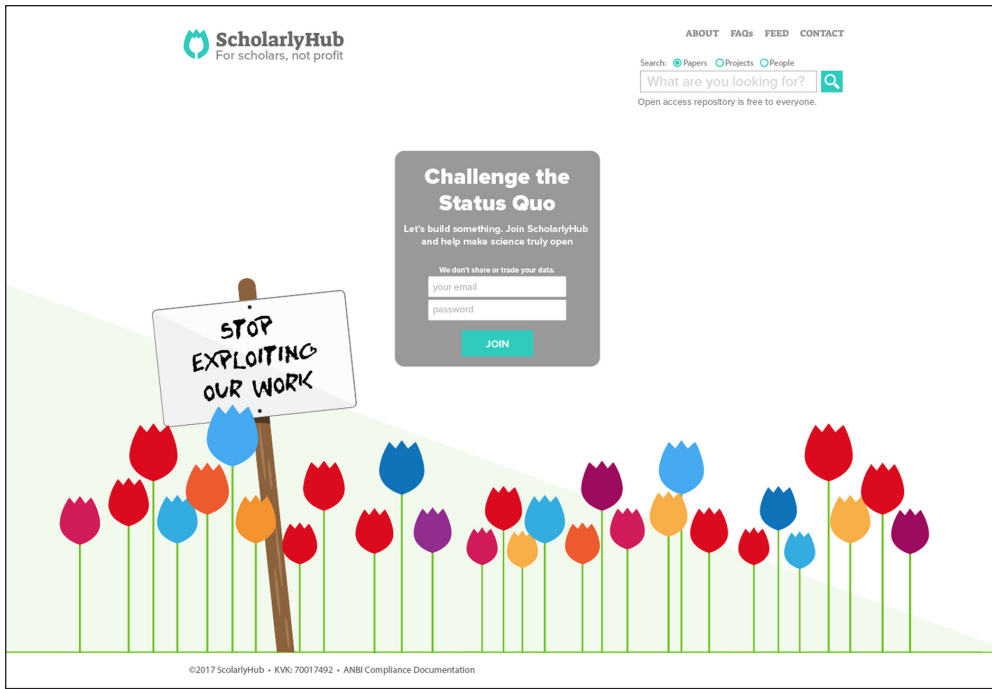 ScholarlyHub
For scholars, not profit
ABOUT FAQs FEED CONTACT
Search: Papers Projects People
What are you looking for?
Open access repository is free to everyone.
Challenge the
Status Quo
Let's build something. Join ScholarlyHub
and help make science truly open
We don't share or trade your data.
your email
password
JOIN
STOP
EXPLOITING
OUR WORK
©2017 ScolarlyHub • KVK: 70017492 • ANBI Compliance Documentation